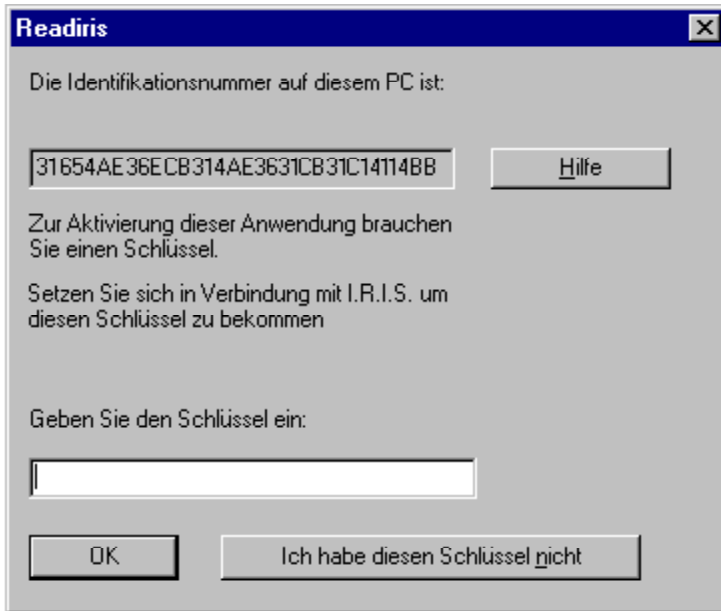 Readiris
Die Identifikationsnummer auf diesem PC ist:
31654AE36ECB314AE3631CB31C14114BB
Hilfe
Zur Aktivierung dieser Anwendung brauchen
Sie einen Schlüssel.
Setzen Sie sich in Verbindung mit I.R.I.S. um
diesen Schlüssel zu bekommen
Geben Sie den Schlüssel ein:
OK
Ich habe diesen Schlüssel nicht